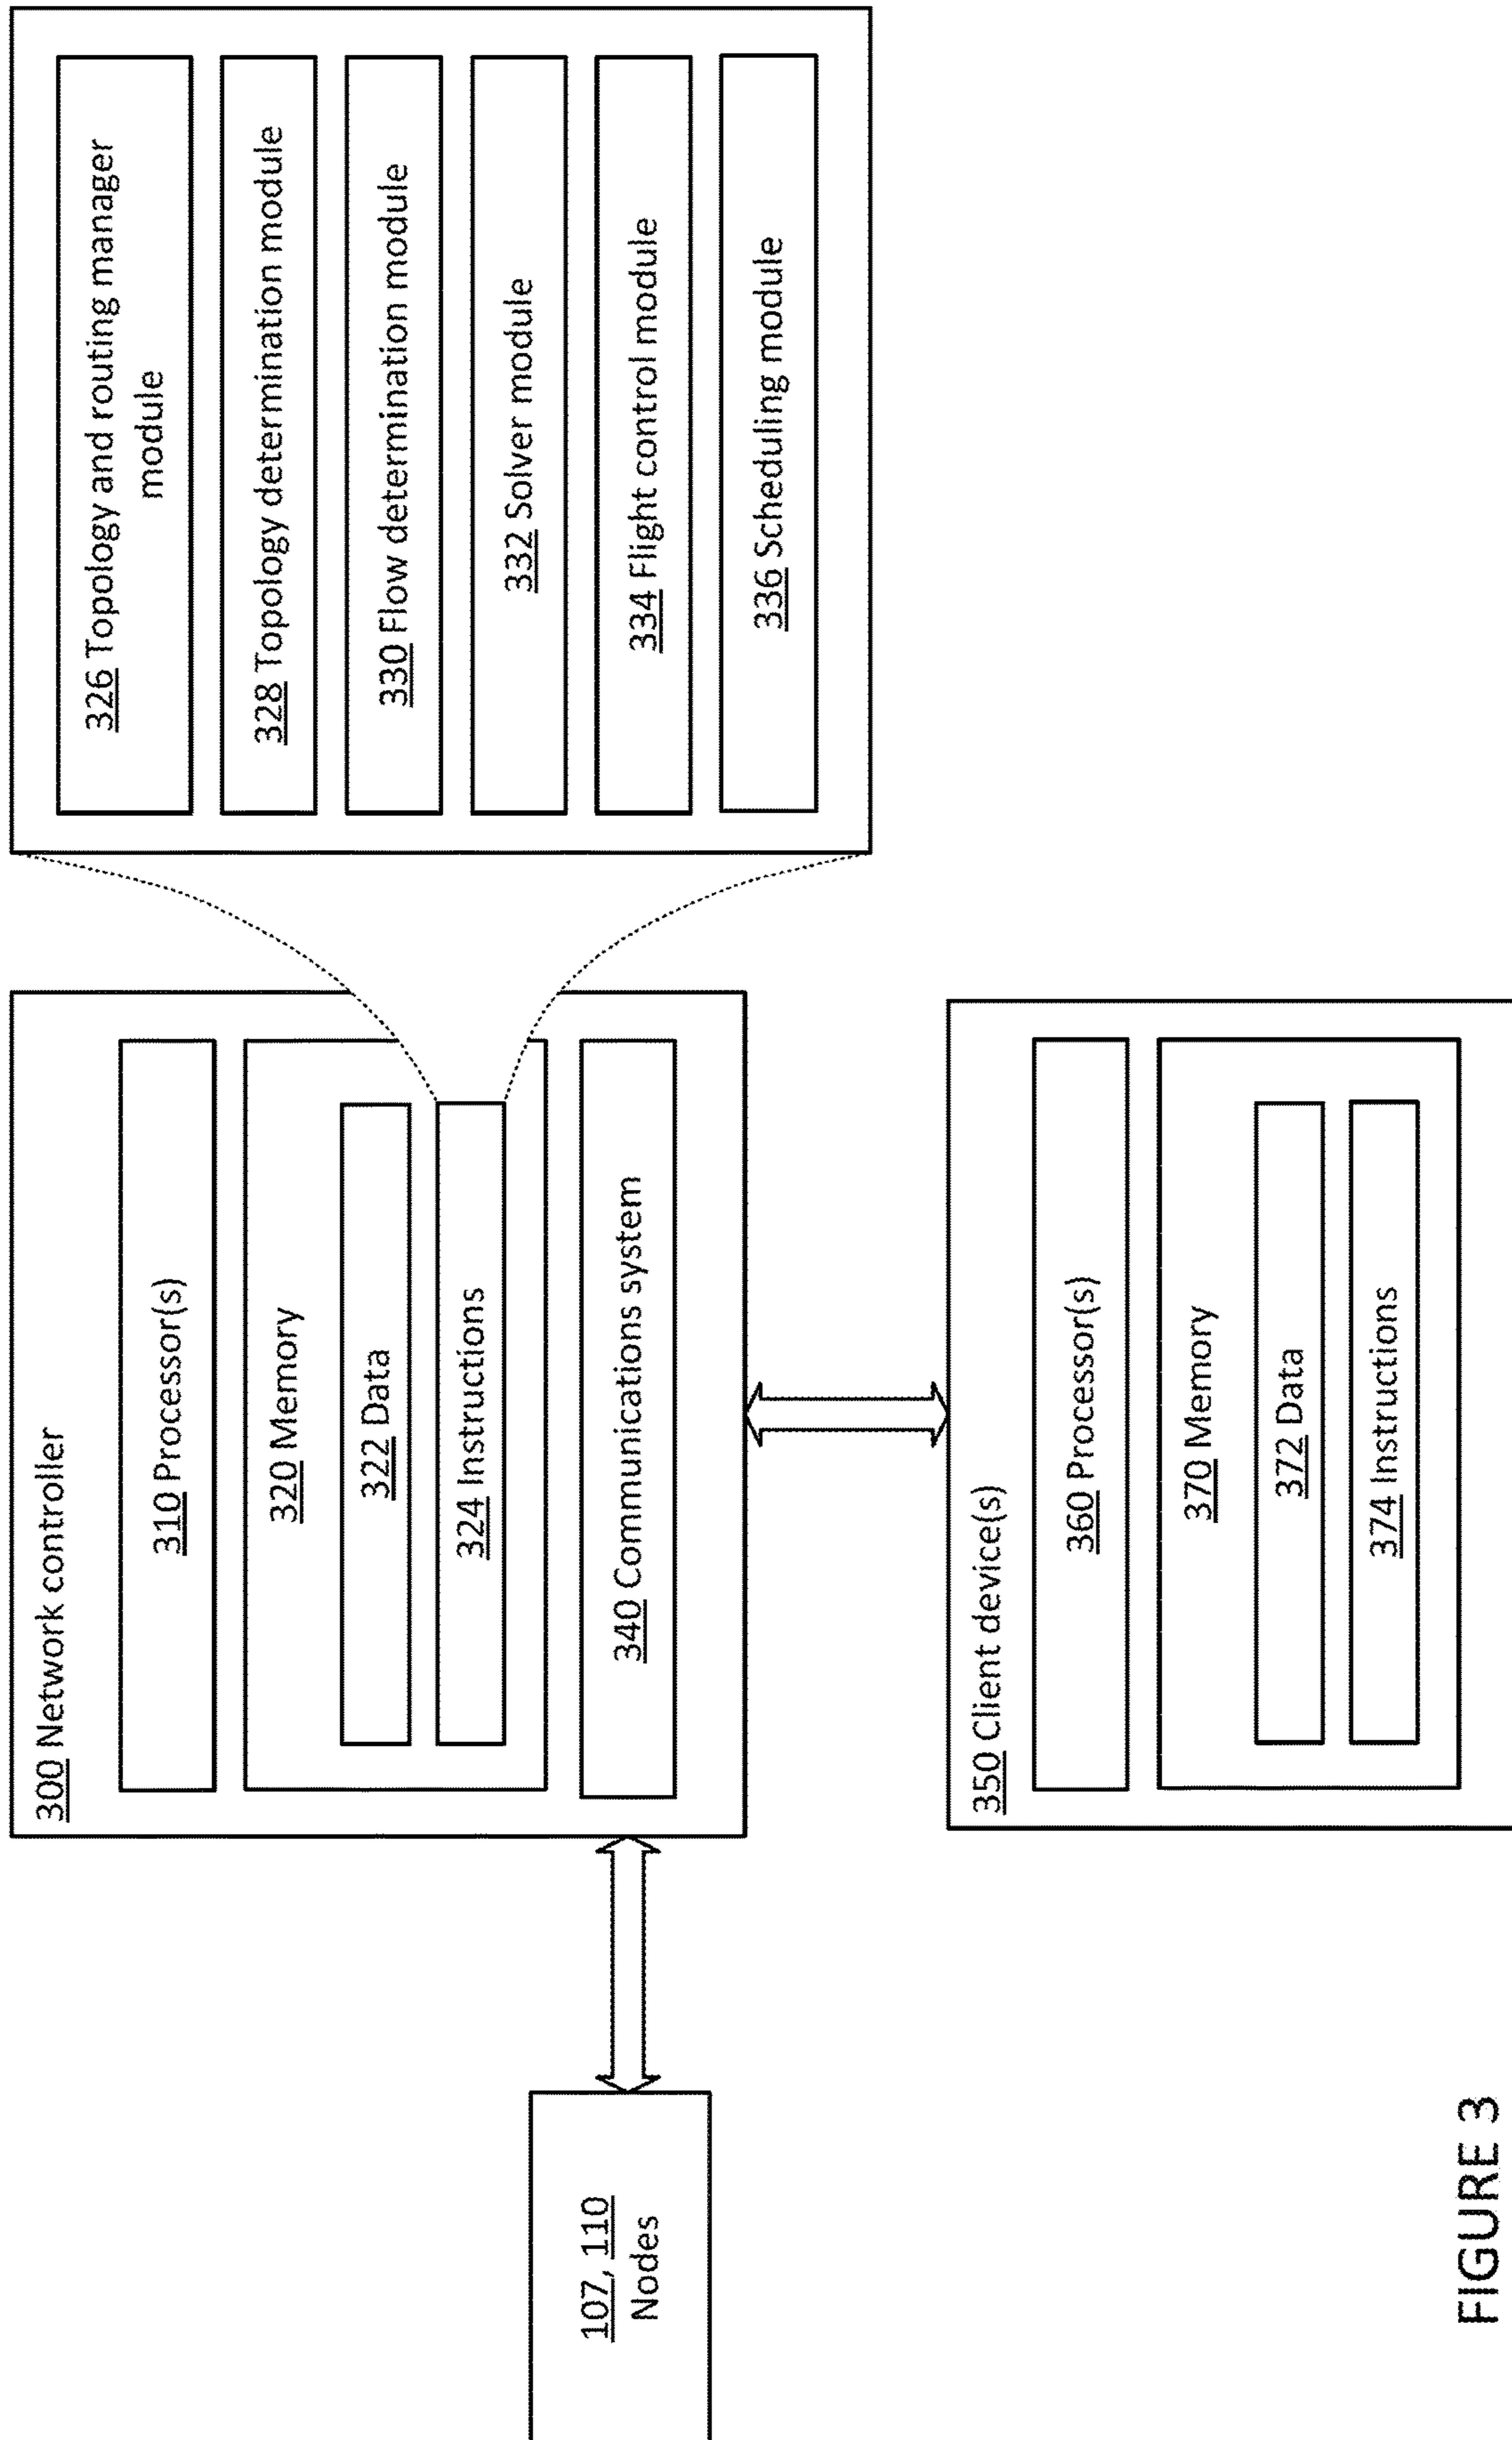 300 Network controller
310 Processor(s)
320 Memory
322 Data
324 Instructions
340 Communications system
326 Topology and routing manager
module
328 Topology determination module
330 Flow determination module
332 Solver module
334 Flight control module
336 Scheduling module
107, 110
Nodes
350 Client device(s)
360 Processor(s)
370 Memory
372 Data
374 Instructions
FIGURE 3